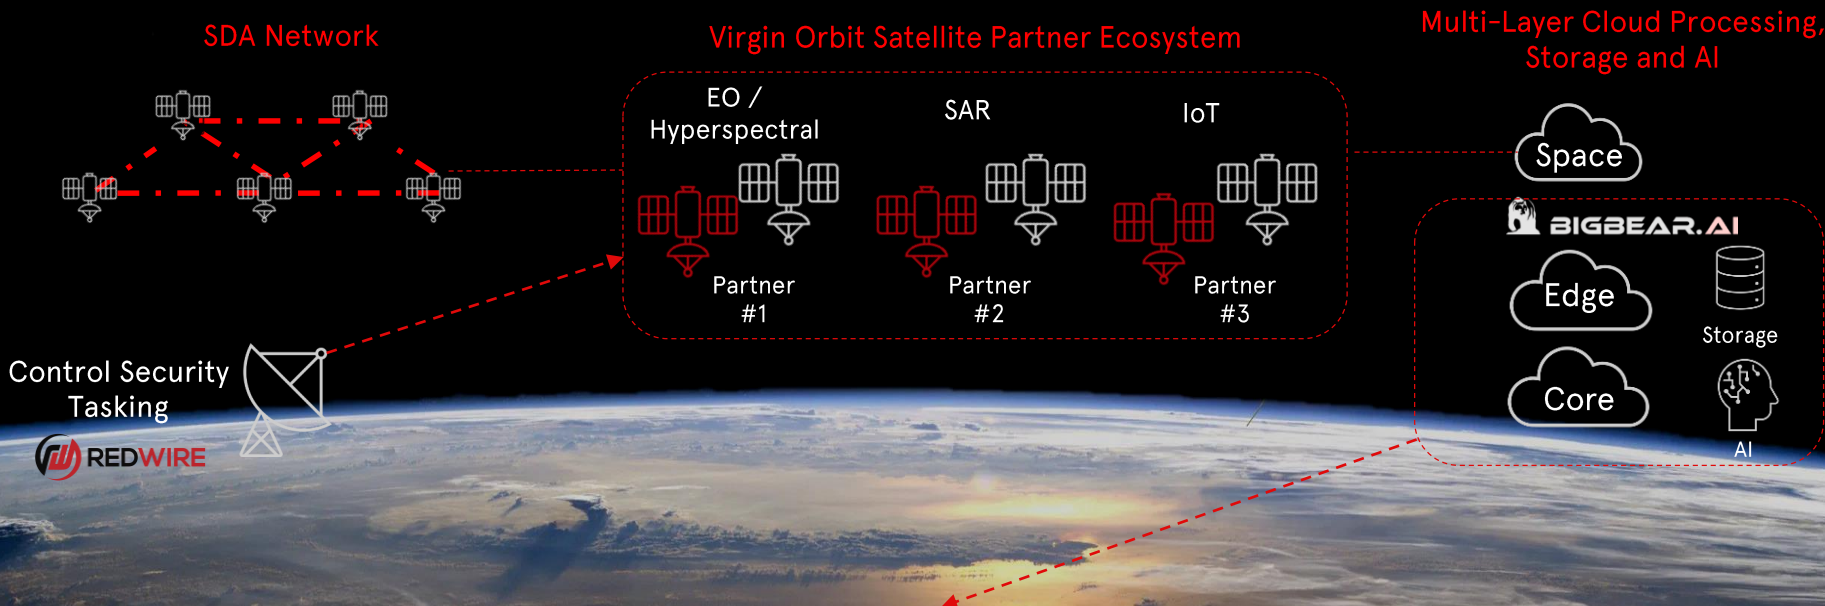 SDA Network
Virgin Orbit Satellite Partner Ecosystem
Multi-Layer Cloud Processing,
Storage and AI
EO /
Hyperspectral
SAR
IoT
Partner
#1
Partner
#2
Partner
#3
Space
BIGBEAR.AI
Edge
Storage
Core
AI
Control Security
Tasking
REDWIRE